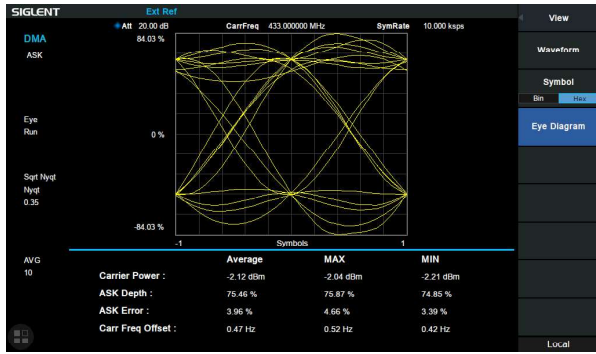 SIGLENT
Ext Ref
View
Att 20.00 dB
CarrFreq 433.000000 MHz
SymRate 10.000 ksps
DMA
84.03 %
ASK
Waveform
Symbol
Bin Hex
Eye
Run
0 %
Eye Diagram
Sqrt Nyqt
Nyqt
0.35
-84.03 %
-1 Symbols 1
AVG
10
Average MAX MIN
Carrier Power : -2.12 dBm -2.04 dBm -2.21 dBm
ASK Depth : 75.46 % 75.87 % 74.85 %
ASK Error : 3.96 % 4.66 % 3.39 %
Carr Freq Offset : 0.47 Hz 0.52 Hz 0.42 Hz
Local